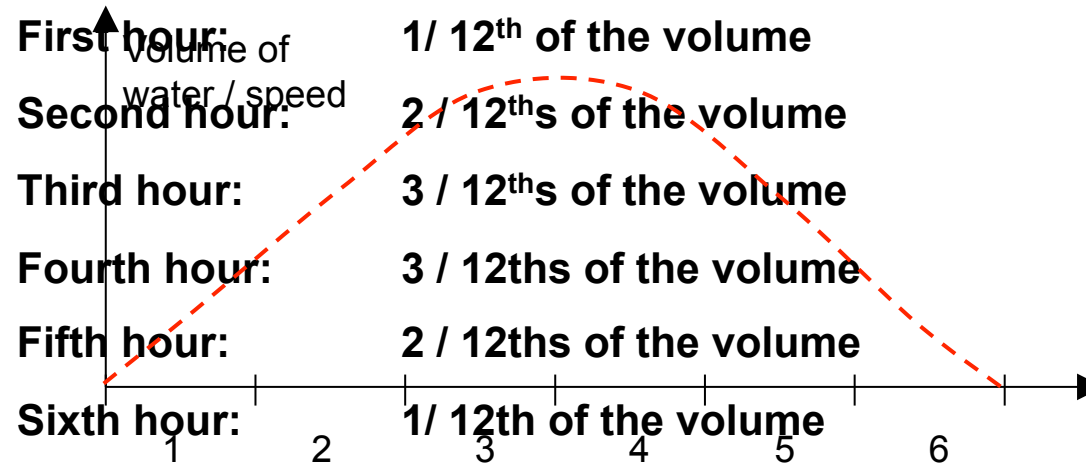 First hour: 1/ 12th of the volume
Volume of
water / speed
Second hour: 2 / 12ths of the volume
Third hour: 3 / 12ths of the volume
Fourth hour: 3 / 12ths of the volume
Fifth hour: 2 / 12ths of the volume
Sixth hour: 1/ 12th of the volume
1 2 3 4 5 6